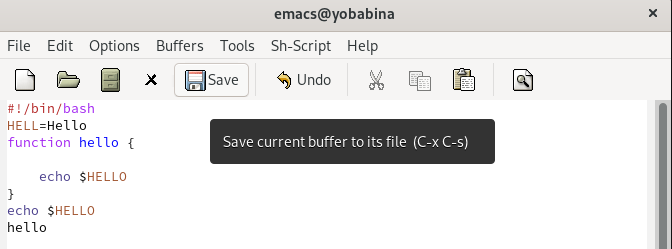 emacs@yobabina ×
File Edit Options Buffers Tools Sh-Script Help
Save Undo
#!/bin/bash
HELL=Hello
function hello {
Save current buffer to its file (C-x C-s)
    echo $HELLO
}
echo $HELLO
hello